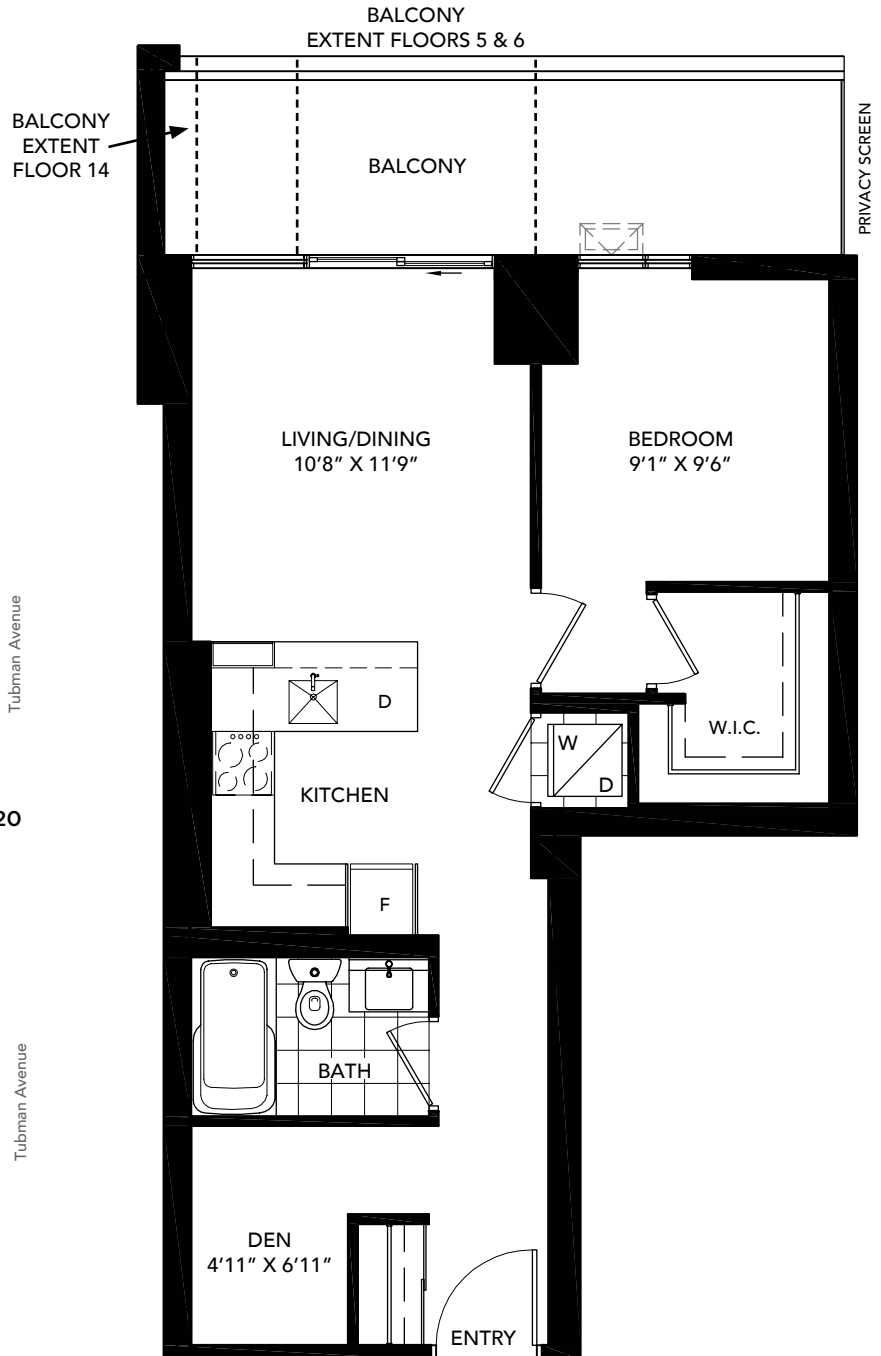 BALCONY
EXTENT FLOORS 5 & 6
BALCONY
EXTENT
FLOOR 14
BALCONY
PRIVACY SCREEN
LIVING/DINING
10'8" X 11'9"
BEDROOM
9'1" X 9'6"
Tubman Avenue
D
W.I.C.
W
D
KITCHEN
20
F
BATH
Tubman Avenue
DEN
4'11" X 6'11"
ENTRY